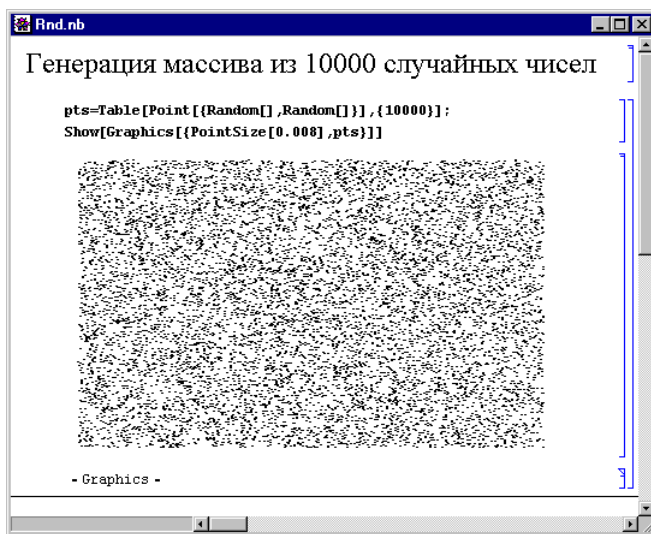 Rnd.nb
Генерация массива из 10000 случайных чисел
pts=Table[Point[{Random[],Random[]}],{10000}];
Show[Graphics[{PointSize[0.008],pts}]]
- Graphics -